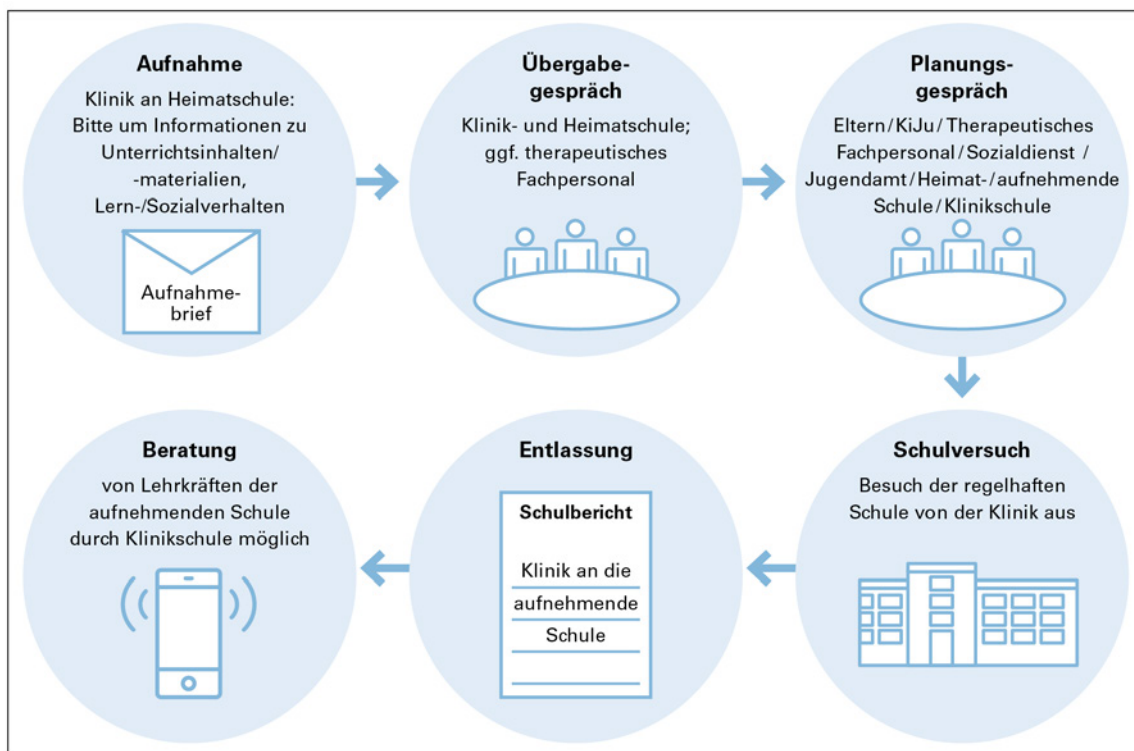 Aufnahme
Klinik an Heimatschule:
Bitte um Informationen zu
Unterrichtsinhalten/
-materialien,
Lern-/Sozialverhalten
Aufnahme-
brief
Übergabe-
gespräch
Klinik- und Heimatschule;
ggf. therapeutisches
Fachpersonal
Planungs-
gespräch
Eltern/KiJu/Therapeutisches
Fachpersonal/Sozialdienst/
Jugendamt/Heimat-/aufnehmende
Schule/Klinikschule
Schulversuch
Besuch der regelhaften
Schule von der Klinik aus
Entlassung
Schulbericht
Klinik an die
aufnehmende
Schule
Beratung
von Lehrkräften der
aufnehmenden Schule
durch Klinikschule möglich